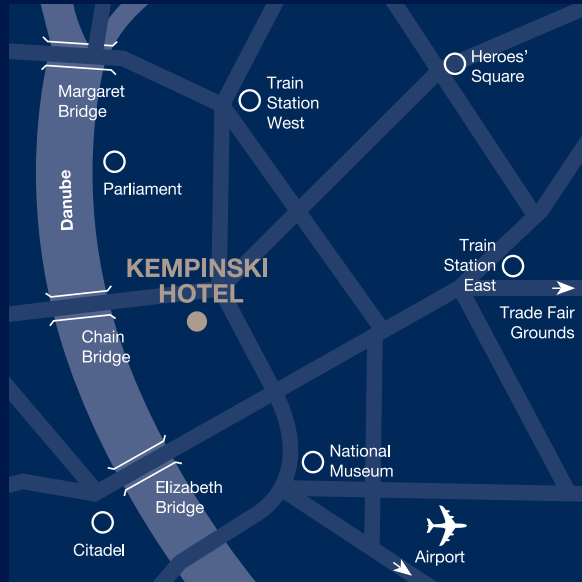 Heroes'
Square
Train
Station
West
Margaret
Bridge
Parliament
Danube
KEMPINSKI
HOTEL
Train
Station
East
Trade Fair
Grounds
Chain
Bridge
National
Museum
Elizabeth
Bridge
Citadel
Airport